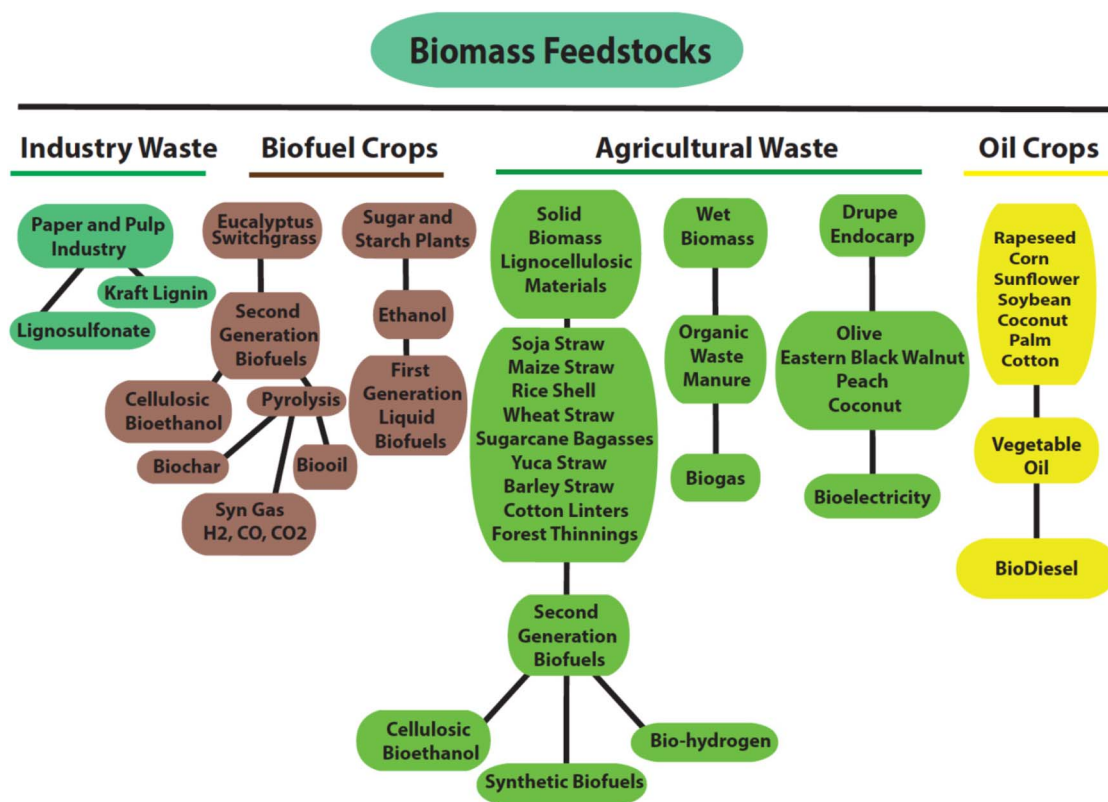 Biomass Feedstocks
Industry Waste
Paper and Pulp
Industry
Kraft Lignin
Lignosulfonate
Biofuel Crops
Eucalyptus
Switchgrass
Second
Generation
Biofuels
Cellulosic
Bioethanol
Pyrolysis
Biochar
Biooil
Syn Gas
H2, CO, CO2
Sugar and
Starch Plants
Ethanol
First
Generation
Liquid
Biofuels
Agricultural Waste
Solid
Biomass
Lignocellulosic
Materials
Soja Straw
Maize Straw
Rice Shell
Wheat Straw
Sugarcane Bagasses
Yuca Straw
Barley Straw
Cotton Linters
Forest Thinnings
Second
Generation
Biofuels
Cellulosic
Bioethanol
Synthetic Biofuels
Bio-hydrogen
Wet
Biomass
Organic
Waste
Manure
Biogas
Drupe
Endocarp
Olive
Eastern Black Walnut
Peach
Coconut
Bioelectricity
Oil Crops
Rapeseed
Corn
Sunflower
Soybean
Coconut
Palm
Cotton
Vegetable
Oil
BioDiesel